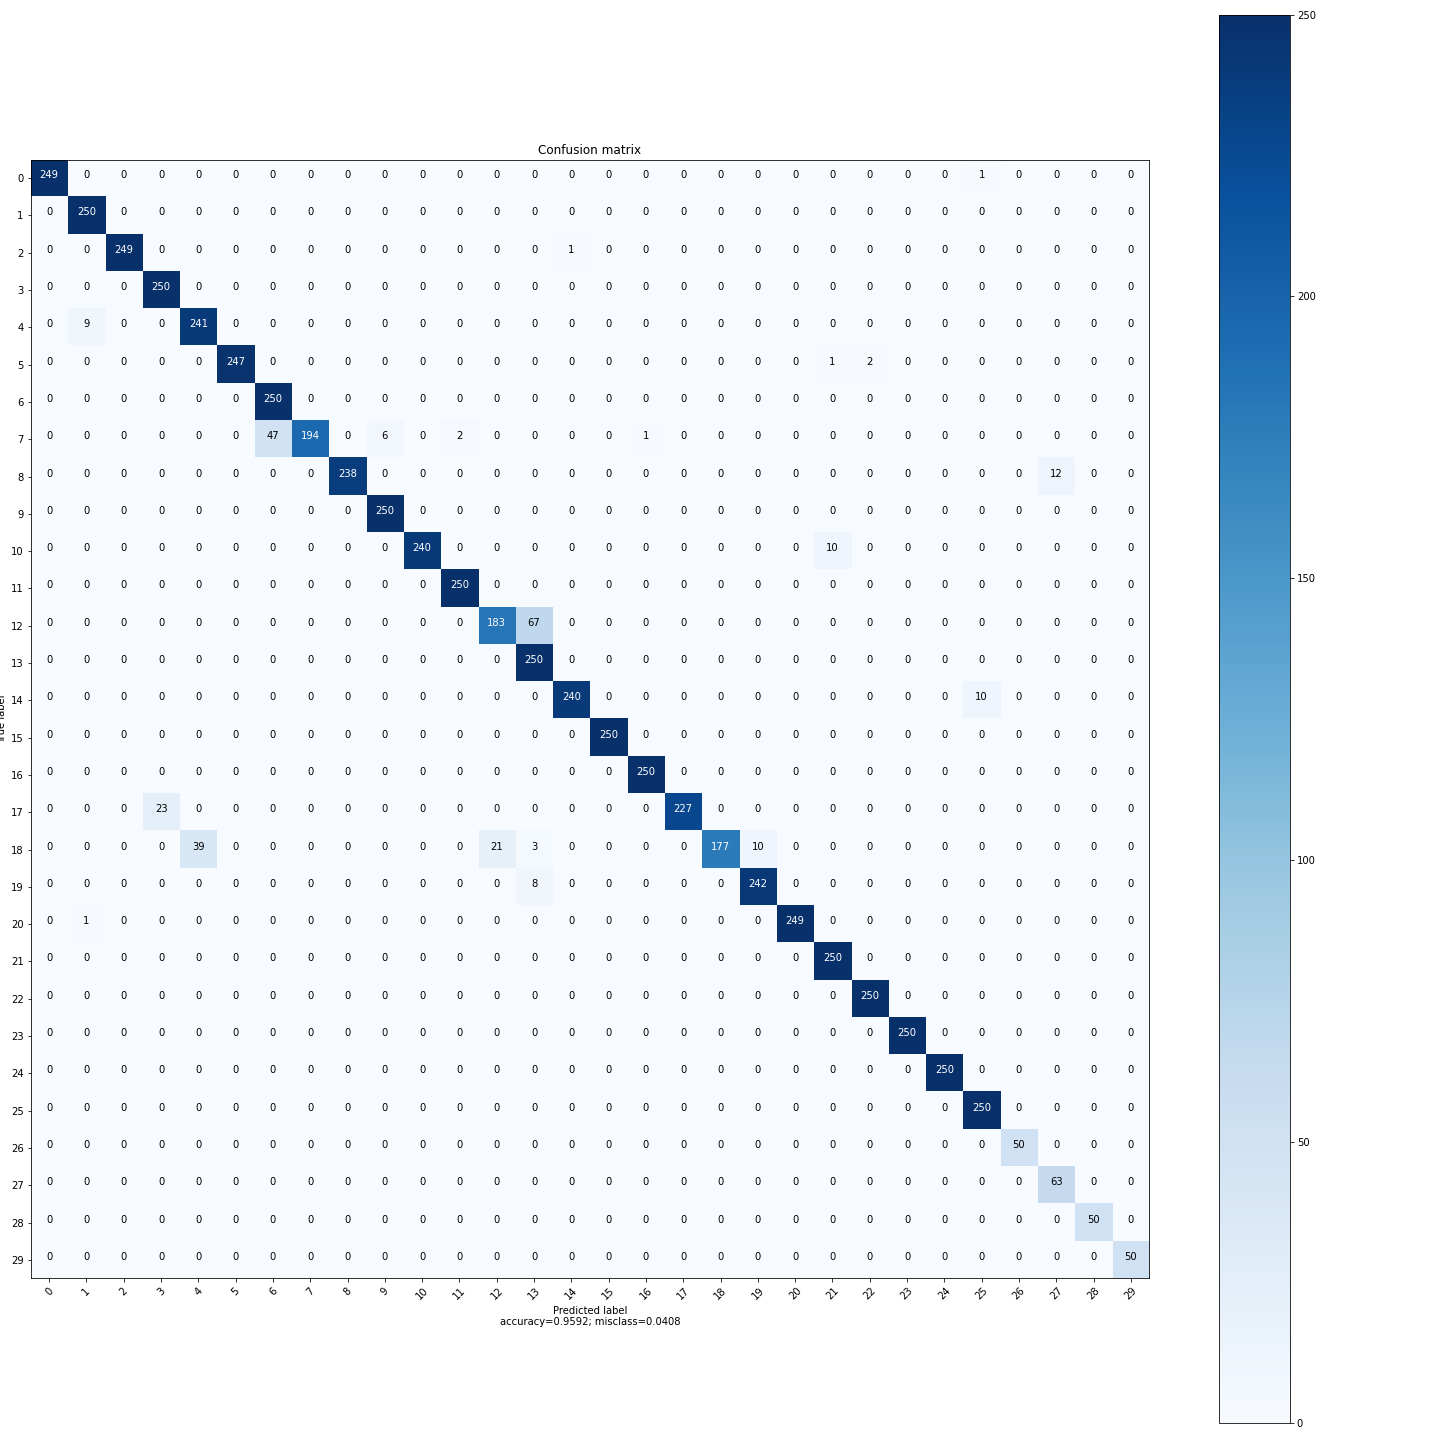 Confusion matrix
0 249 0 0 0 0 0 0 0 0 0 0 0 0 0 0 0 0 0 0 0 0 0 0 0 0 1 0 0 0 0
1 0 250 0 0 0 0 0 0 0 0 0 0 0 0 0 0 0 0 0 0 0 0 0 0 0 0 0 0 0 0
2 0 0 249 0 0 0 0 0 0 0 0 0 0 0 1 0 0 0 0 0 0 0 0 0 0 0 0 0 0 0
3 0 0 0 250 0 0 0 0 0 0 0 0 0 0 0 0 0 0 0 0 0 0 0 0 0 0 0 0 0 0
4 0 9 0 0 241 0 0 0 0 0 0 0 0 0 0 0 0 0 0 0 0 0 0 0 0 0 0 0 0 0
5 0 0 0 0 0 247 0 0 0 0 0 0 0 0 0 0 0 0 0 0 0 1 2 0 0 0 0 0 0 0
6 0 0 0 0 0 0 250 0 0 0 0 0 0 0 0 0 0 0 0 0 0 0 0 0 0 0 0 0 0 0
7 0 0 0 0 0 0 47 194 0 6 0 2 0 0 0 0 1 0 0 0 0 0 0 0 0 0 0 0 0 0
8 0 0 0 0 0 0 0 0 238 0 0 0 0 0 0 0 0 0 0 0 0 0 0 0 0 0 0 12 0 0
9 0 0 0 0 0 0 0 0 0 250 0 0 0 0 0 0 0 0 0 0 0 0 0 0 0 0 0 0 0 0
10 0 0 0 0 0 0 0 0 0 0 240 0 0 0 0 0 0 0 0 0 0 10 0 0 0 0 0 0 0 0
11 0 0 0 0 0 0 0 0 0 0 0 250 0 0 0 0 0 0 0 0 0 0 0 0 0 0 0 0 0 0
12 0 0 0 0 0 0 0 0 0 0 0 0 183 67 0 0 0 0 0 0 0 0 0 0 0 0 0 0 0 0
13 0 0 0 0 0 0 0 0 0 0 0 0 0 250 0 0 0 0 0 0 0 0 0 0 0 0 0 0 0 0
14 0 0 0 0 0 0 0 0 0 0 0 0 0 0 240 0 0 0 0 0 0 0 0 0 0 10 0 0 0 0
15 0 0 0 0 0 0 0 0 0 0 0 0 0 0 0 250 0 0 0 0 0 0 0 0 0 0 0 0 0 0
16 0 0 0 0 0 0 0 0 0 0 0 0 0 0 0 0 250 0 0 0 0 0 0 0 0 0 0 0 0 0
17 0 0 0 23 0 0 0 0 0 0 0 0 0 0 0 0 0 227 0 0 0 0 0 0 0 0 0 0 0 0
18 0 0 0 0 39 0 0 0 0 0 0 0 21 3 0 0 0 0 177 10 0 0 0 0 0 0 0 0 0 0
19 0 0 0 0 0 0 0 0 0 0 0 0 0 8 0 0 0 0 0 242 0 0 0 0 0 0 0 0 0 0
20 0 1 0 0 0 0 0 0 0 0 0 0 0 0 0 0 0 0 0 0 249 0 0 0 0 0 0 0 0 0
21 0 0 0 0 0 0 0 0 0 0 0 0 0 0 0 0 0 0 0 0 0 250 0 0 0 0 0 0 0 0
22 0 0 0 0 0 0 0 0 0 0 0 0 0 0 0 0 0 0 0 0 0 0 250 0 0 0 0 0 0 0
23 0 0 0 0 0 0 0 0 0 0 0 0 0 0 0 0 0 0 0 0 0 0 0 250 0 0 0 0 0 0
24 0 0 0 0 0 0 0 0 0 0 0 0 0 0 0 0 0 0 0 0 0 0 0 0 250 0 0 0 0 0
25 0 0 0 0 0 0 0 0 0 0 0 0 0 0 0 0 0 0 0 0 0 0 0 0 0 250 0 0 0 0
26 0 0 0 0 0 0 0 0 0 0 0 0 0 0 0 0 0 0 0 0 0 0 0 0 0 0 50 0 0 0
27 0 0 0 0 0 0 0 0 0 0 0 0 0 0 0 0 0 0 0 0 0 0 0 0 0 0 0 63 0 0
28 0 0 0 0 0 0 0 0 0 0 0 0 0 0 0 0 0 0 0 0 0 0 0 0 0 0 0 0 50 0
29 0 0 0 0 0 0 0 0 0 0 0 0 0 0 0 0 0 0 0 0 0 0 0 0 0 0 0 0 0 50
0 1 2 3 4 5 6 7 8 9 10 11 12 13 14 15 16 17 18 19 20 21 22 23 24 25 26 27 28 29
Predicted label
accuracy=0.9592; misclass=0.0408
250
200
150
100
50
0